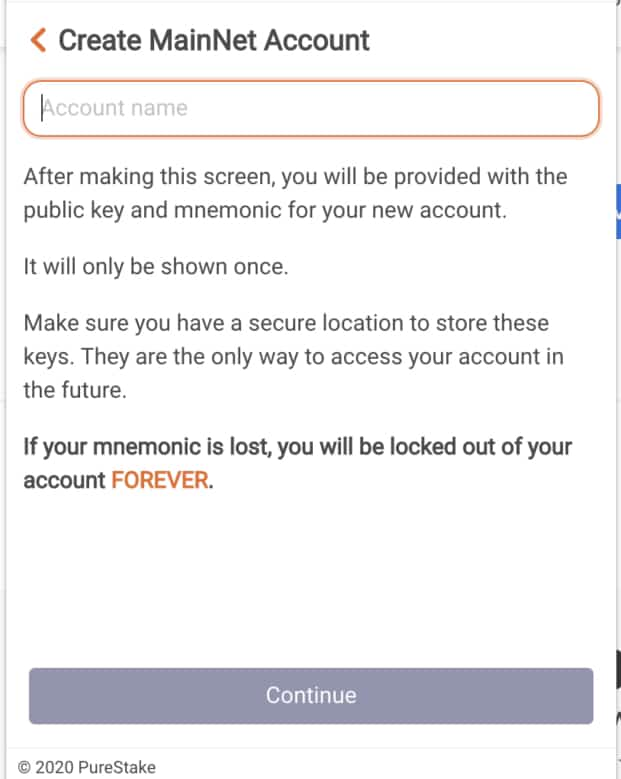 Create MainNet Account
Account name
After making this screen, you will be provided with the
public key and mnemonic for your new account.
It will only be shown once.
Make sure you have a secure location to store these
keys. They are the only way to access your account in
the future.
If your mnemonic is lost, you will be locked out of your
account FOREVER.
Continue
© 2020 PureStake